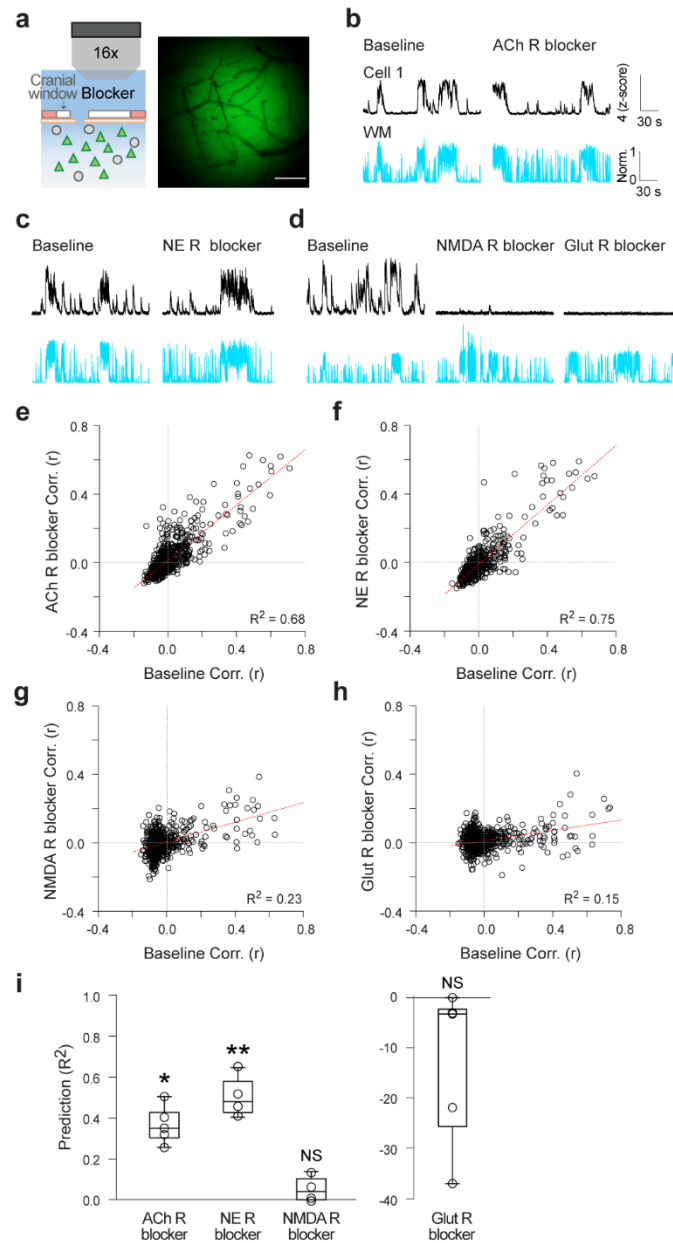 a
16x
Cranial
window
Blocker
b
Baseline
ACh R blocker
Cell 1
4 (z-score)
30 s
WM
Norm.
1
0
30 s
c
Baseline
NE R blocker
d
Baseline
NMDA R blocker
Glut R blocker
e
ACh R blocker Corr. (r)
0.8
0.4
0.0
-0.4
-0.4 0.0 0.4 0.8
R² = 0.68
Baseline Corr. (r)
f
NE R blocker Corr. (r)
0.8
0.4
0.0
-0.4
-0.4 0.0 0.4 0.8
R² = 0.75
Baseline Corr. (r)
g
NMDA R blocker Corr. (r)
0.8
0.4
0.0
-0.4
-0.4 0.0 0.4 0.8
R² = 0.23
Baseline Corr. (r)
h
Glut R blocker Corr. (r)
0.8
0.4
0.0
-0.4
-0.4 0.0 0.4 0.8
R² = 0.15
Baseline Corr. (r)
i
Prediction (R²)
1.0
0.8
0.6
0.4
0.2
0.0
*
**
NS
ACh R
blocker
NE R
blocker
NMDA R
blocker
NS
0
-10
-20
-30
-40
Glut R
blocker